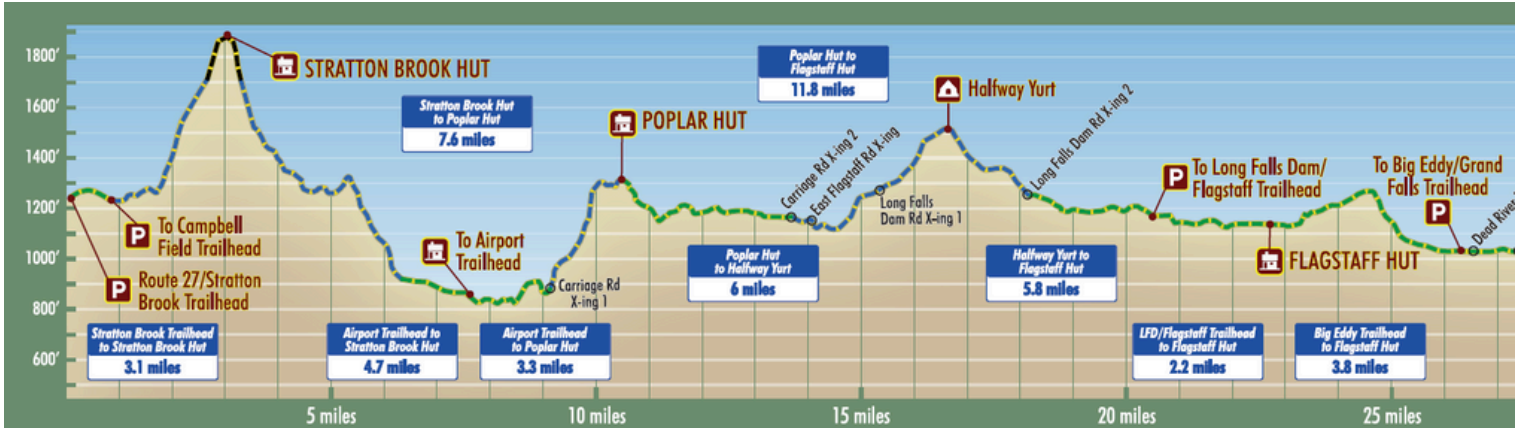 1800'
1600'
1400'
1200'
1000'
800'
600'
STRATTON BROOK HUT
Stratton Brook Hut
to Poplar Hut
7.6 miles
POPLAR HUT
Poplar Hut to
Flagstaff Hut
11.8 miles
Halfway Yurt
Carriage Rd X-ing 2
East Flagstaff Rd X-ing
Long Falls
Dam Rd X-ing 1
Long Falls Dam Rd X-ing 2
To Long Falls Dam/
Flagstaff Trailhead
To Big Eddy/Grand
Falls Trailhead
Dead River
To Campbell
Field Trailhead
Route 27/Stratton
Brook Trailhead
To Airport
Trailhead
Carriage Rd
X-ing 1
Poplar Hut
to Halfway Yurt
6 miles
Halfway Yurt to
Flagstaff Hut
5.8 miles
FLAGSTAFF HUT
Stratton Brook Trailhead
to Stratton Brook Hut
3.1 miles
Airport Trailhead to
Stratton Brook Hut
4.7 miles
Airport Trailhead
to Poplar Hut
3.3 miles
LFD/Flagstaff Trailhead
to Flagstaff Hut
2.2 miles
Big Eddy Trailhead
to Flagstaff Hut
3.8 miles
P
P
P
P
5 miles
10 miles
15 miles
20 miles
25 miles